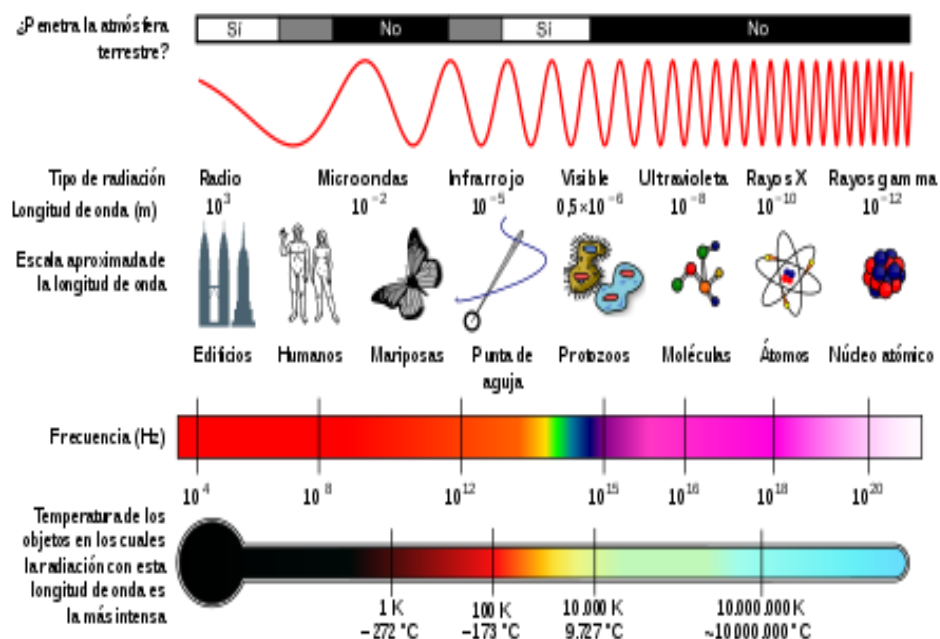 ¿Penetra la atmósfera
terrestre?
Sí No Sí No
Tipo de radiación Radio Microondas Infrarrojo Visible Ultravioleta Rayos X Rayos gamma
Longitud de onda (m) 10³ 10⁻² 10⁻⁵ 0,5×10⁻⁶ 10⁻⁸ 10⁻¹⁰ 10⁻¹²
Escala aproximada de
la longitud de onda
Edificios Humanos Mariposas Punta de aguja Protozoos Moléculas Átomos Núcleo atómico
Frecuencia (Hz)
10⁴ 10⁸ 10¹² 10¹⁵ 10¹⁶ 10¹⁸ 10²⁰
Temperatura de los
objetos en los cuales
la radiación con esta
longitud de onda es
la más intensa
1 K 100 K 10.000 K 10.000.000 K
−272 °C −173 °C 9.727 °C ~10.000.000 °C